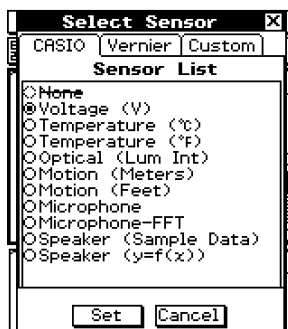 Select Sensor X
CASIO Vernier Custom
Sensor List
None
Voltage (V)
Temperature (℃)
Temperature (℉)
Optical (Lum Int)
Motion (Meters)
Motion (Feet)
Microphone
Microphone-FFT
Speaker (Sample Data)
Speaker (y=f(x))
Set Cancel